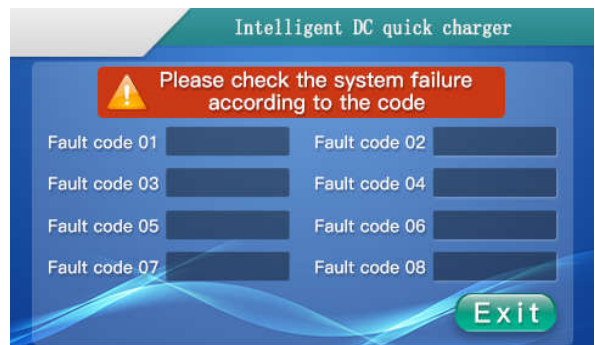 Intelligent DC quick charger
Please check the system failure
according to the code
Fault code 01
Fault code 02
Fault code 03
Fault code 04
Fault code 05
Fault code 06
Fault code 07
Fault code 08
Exit